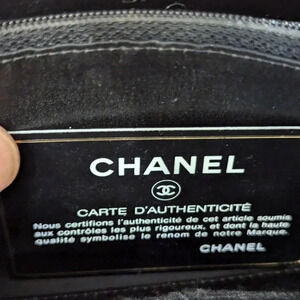 CHANEL
CARTE D'AUTHENTICITÉ
Nous certifions l'authenticité de cet article soumis
aux contrôles les plus rigoureux, et dont la haute
qualité symbolise le renom de notre Marque.
CHANEL